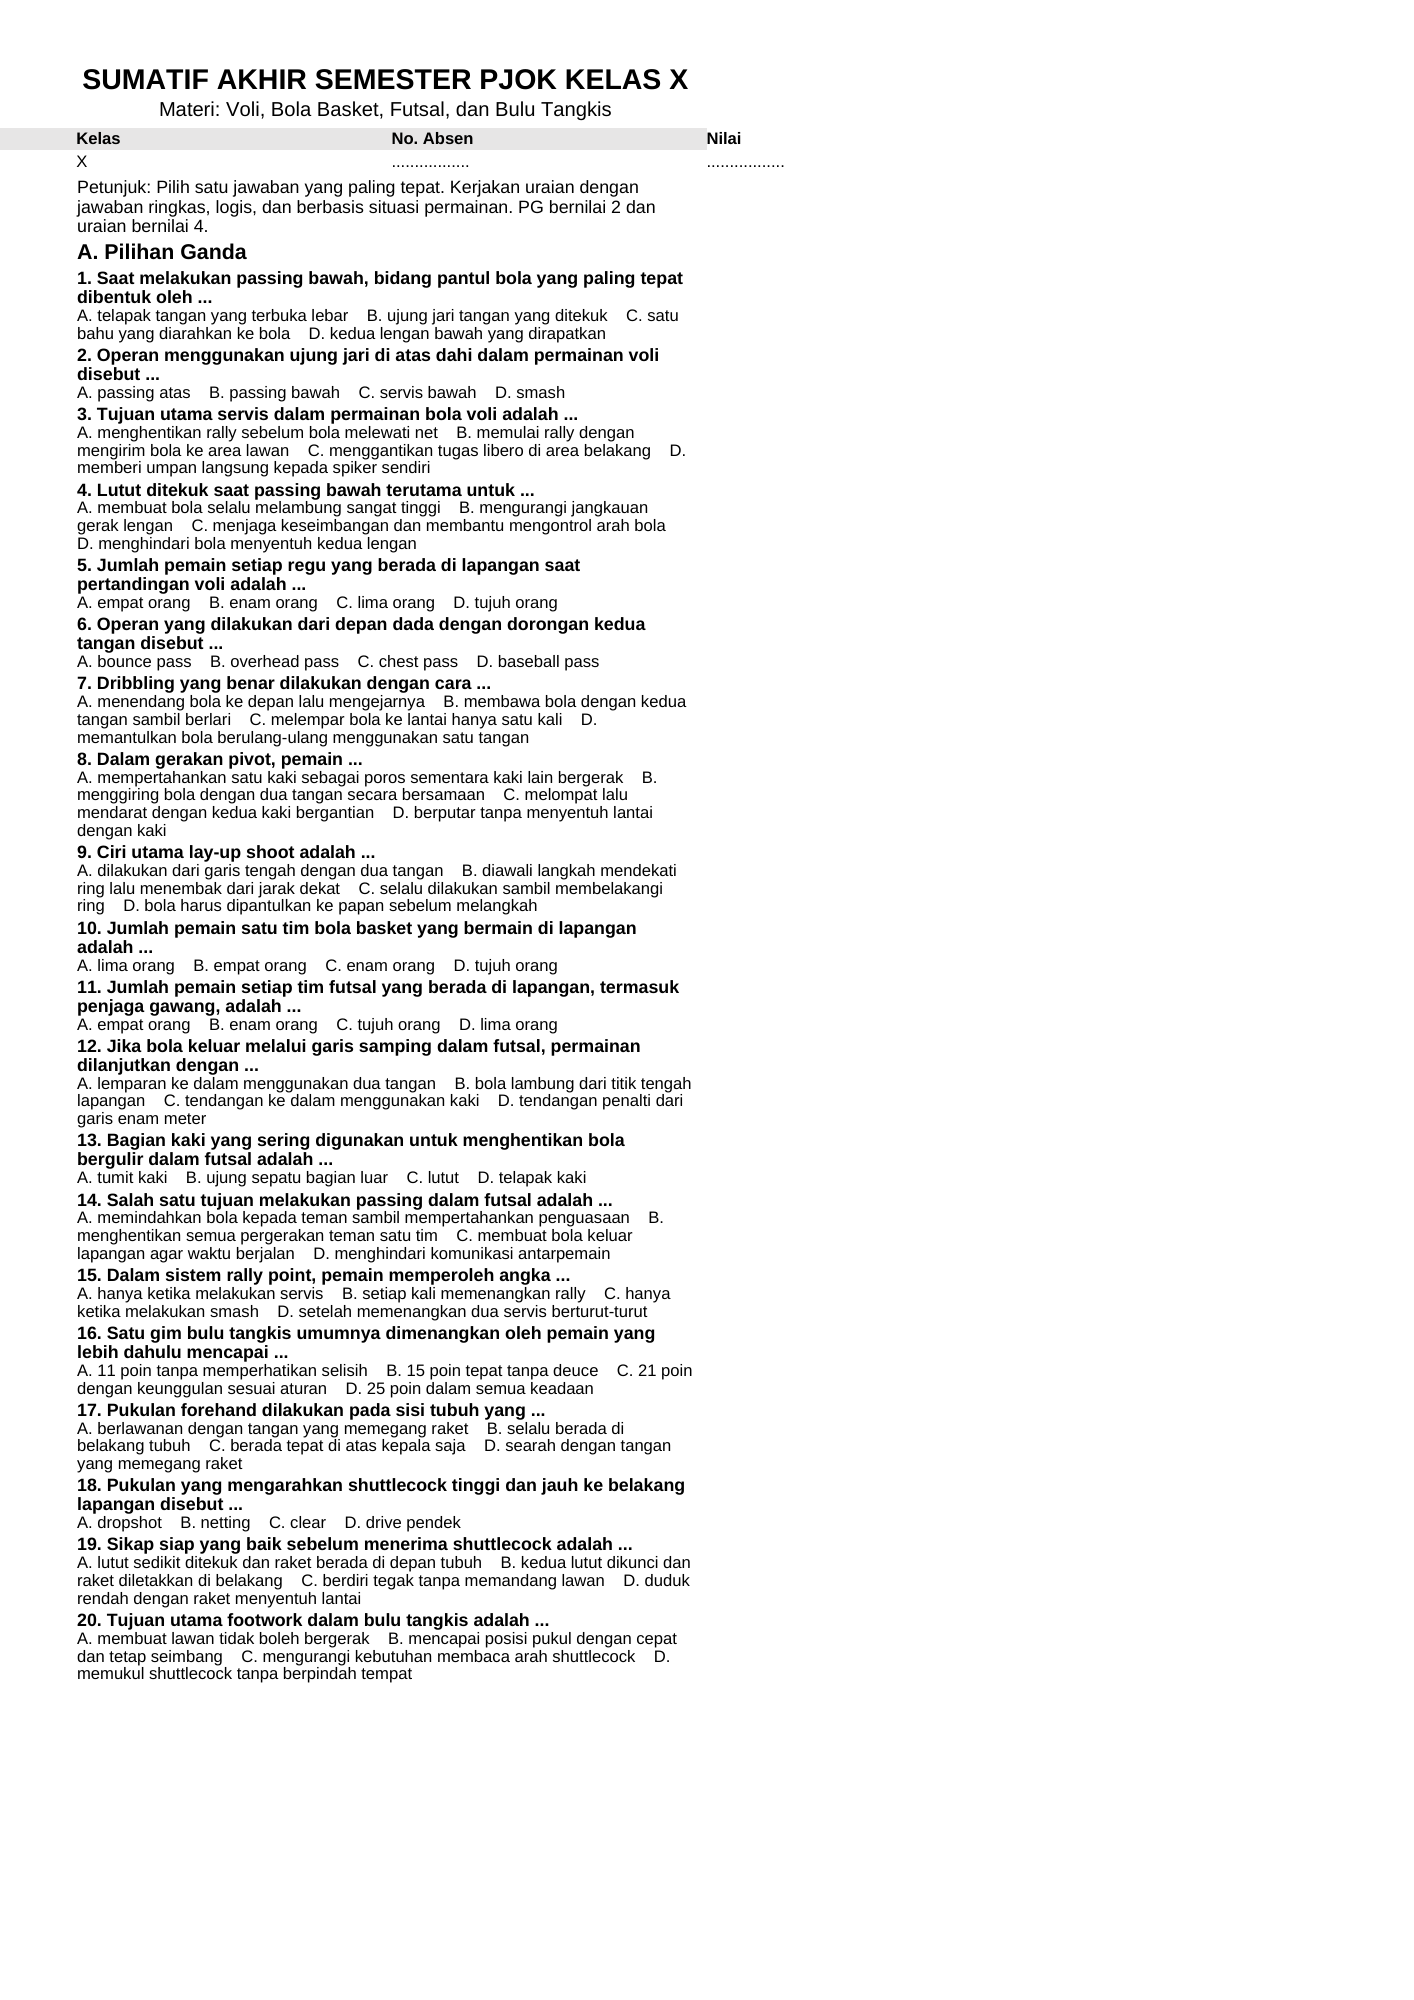 SUMATIF AKHIR SEMESTER PJOK KELAS X
Materi: Voli, Bola Basket, Futsal, dan Bulu Tangkis
Kelas No. Absen Nilai
X ................. .................
Petunjuk: Pilih satu jawaban yang paling tepat. Kerjakan uraian dengan
jawaban ringkas, logis, dan berbasis situasi permainan. PG bernilai 2 dan
uraian bernilai 4.
A. Pilihan Ganda
1. Saat melakukan passing bawah, bidang pantul bola yang paling tepat
dibentuk oleh ...
A. telapak tangan yang terbuka lebar B. ujung jari tangan yang ditekuk C. satu
bahu yang diarahkan ke bola D. kedua lengan bawah yang dirapatkan
2. Operan menggunakan ujung jari di atas dahi dalam permainan voli
disebut ...
A. passing atas B. passing bawah C. servis bawah D. smash
3. Tujuan utama servis dalam permainan bola voli adalah ...
A. menghentikan rally sebelum bola melewati net B. memulai rally dengan
mengirim bola ke area lawan C. menggantikan tugas libero di area belakang D.
memberi umpan langsung kepada spiker sendiri
4. Lutut ditekuk saat passing bawah terutama untuk ...
A. membuat bola selalu melambung sangat tinggi B. mengurangi jangkauan
gerak lengan C. menjaga keseimbangan dan membantu mengontrol arah bola
D. menghindari bola menyentuh kedua lengan
5. Jumlah pemain setiap regu yang berada di lapangan saat
pertandingan voli adalah ...
A. empat orang B. enam orang C. lima orang D. tujuh orang
6. Operan yang dilakukan dari depan dada dengan dorongan kedua
tangan disebut ...
A. bounce pass B. overhead pass C. chest pass D. baseball pass
7. Dribbling yang benar dilakukan dengan cara ...
A. menendang bola ke depan lalu mengejarnya B. membawa bola dengan kedua
tangan sambil berlari C. melempar bola ke lantai hanya satu kali D.
memantulkan bola berulang-ulang menggunakan satu tangan
8. Dalam gerakan pivot, pemain ...
A. mempertahankan satu kaki sebagai poros sementara kaki lain bergerak B.
menggiring bola dengan dua tangan secara bersamaan C. melompat lalu
mendarat dengan kedua kaki bergantian D. berputar tanpa menyentuh lantai
dengan kaki
9. Ciri utama lay-up shoot adalah ...
A. dilakukan dari garis tengah dengan dua tangan B. diawali langkah mendekati
ring lalu menembak dari jarak dekat C. selalu dilakukan sambil membelakangi
ring D. bola harus dipantulkan ke papan sebelum melangkah
10. Jumlah pemain satu tim bola basket yang bermain di lapangan
adalah ...
A. lima orang B. empat orang C. enam orang D. tujuh orang
11. Jumlah pemain setiap tim futsal yang berada di lapangan, termasuk
penjaga gawang, adalah ...
A. empat orang B. enam orang C. tujuh orang D. lima orang
12. Jika bola keluar melalui garis samping dalam futsal, permainan
dilanjutkan dengan ...
A. lemparan ke dalam menggunakan dua tangan B. bola lambung dari titik tengah
lapangan C. tendangan ke dalam menggunakan kaki D. tendangan penalti dari
garis enam meter
13. Bagian kaki yang sering digunakan untuk menghentikan bola
bergulir dalam futsal adalah ...
A. tumit kaki B. ujung sepatu bagian luar C. lutut D. telapak kaki
14. Salah satu tujuan melakukan passing dalam futsal adalah ...
A. memindahkan bola kepada teman sambil mempertahankan penguasaan B.
menghentikan semua pergerakan teman satu tim C. membuat bola keluar
lapangan agar waktu berjalan D. menghindari komunikasi antarpemain
15. Dalam sistem rally point, pemain memperoleh angka ...
A. hanya ketika melakukan servis B. setiap kali memenangkan rally C. hanya
ketika melakukan smash D. setelah memenangkan dua servis berturut-turut
16. Satu gim bulu tangkis umumnya dimenangkan oleh pemain yang
lebih dahulu mencapai ...
A. 11 poin tanpa memperhatikan selisih B. 15 poin tepat tanpa deuce C. 21 poin
dengan keunggulan sesuai aturan D. 25 poin dalam semua keadaan
17. Pukulan forehand dilakukan pada sisi tubuh yang ...
A. berlawanan dengan tangan yang memegang raket B. selalu berada di
belakang tubuh C. berada tepat di atas kepala saja D. searah dengan tangan
yang memegang raket
18. Pukulan yang mengarahkan shuttlecock tinggi dan jauh ke belakang
lapangan disebut ...
A. dropshot B. netting C. clear D. drive pendek
19. Sikap siap yang baik sebelum menerima shuttlecock adalah ...
A. lutut sedikit ditekuk dan raket berada di depan tubuh B. kedua lutut dikunci dan
raket diletakkan di belakang C. berdiri tegak tanpa memandang lawan D. duduk
rendah dengan raket menyentuh lantai
20. Tujuan utama footwork dalam bulu tangkis adalah ...
A. membuat lawan tidak boleh bergerak B. mencapai posisi pukul dengan cepat
dan tetap seimbang C. mengurangi kebutuhan membaca arah shuttlecock D.
memukul shuttlecock tanpa berpindah tempat